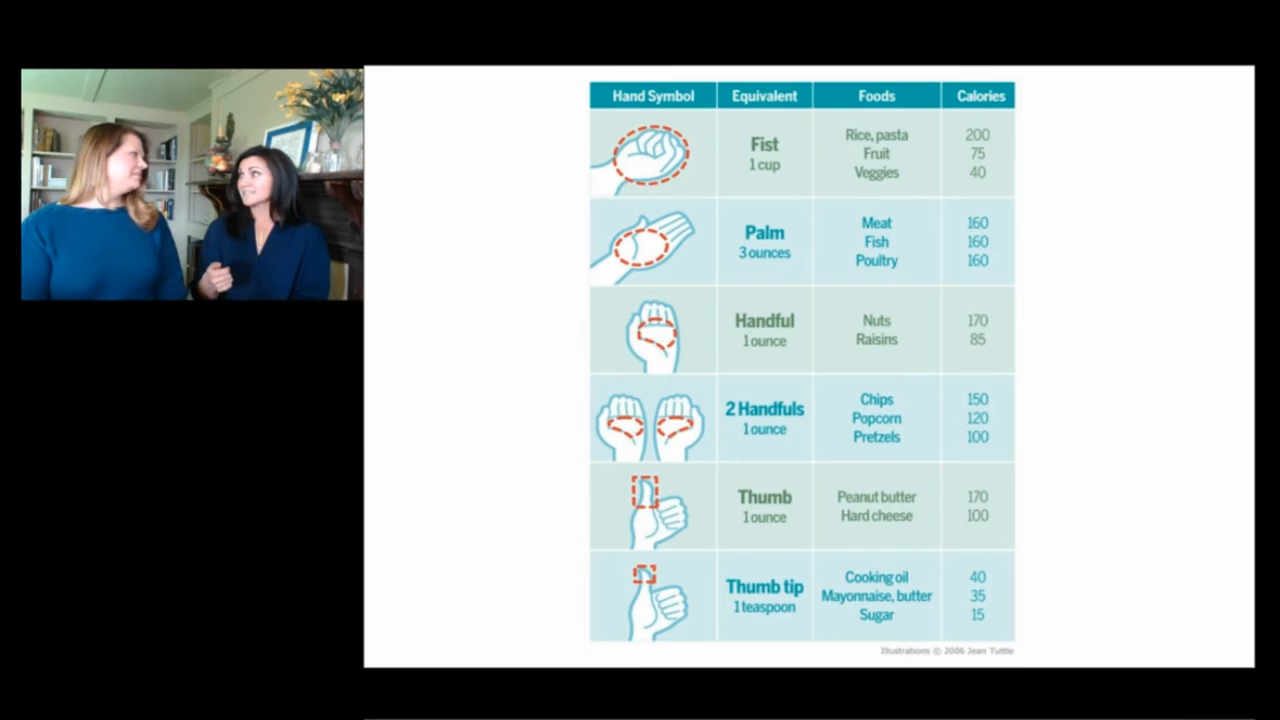 Hand Symbol Equivalent Foods Calories
Fist
1 cup
Rice, pasta 200
Fruit 75
Veggies 40
Palm
3 ounces
Meat 160
Fish 160
Poultry 160
Handful
1 ounce
Nuts 170
Raisins 85
2 Handfuls
1 ounce
Chips 150
Popcorn 120
Pretzels 100
Thumb
1 ounce
Peanut butter 170
Hard cheese 100
Thumb tip
1 teaspoon
Cooking oil 40
Mayonnaise, butter 35
Sugar 15
Illustrations © 2006 Jean Tuttle